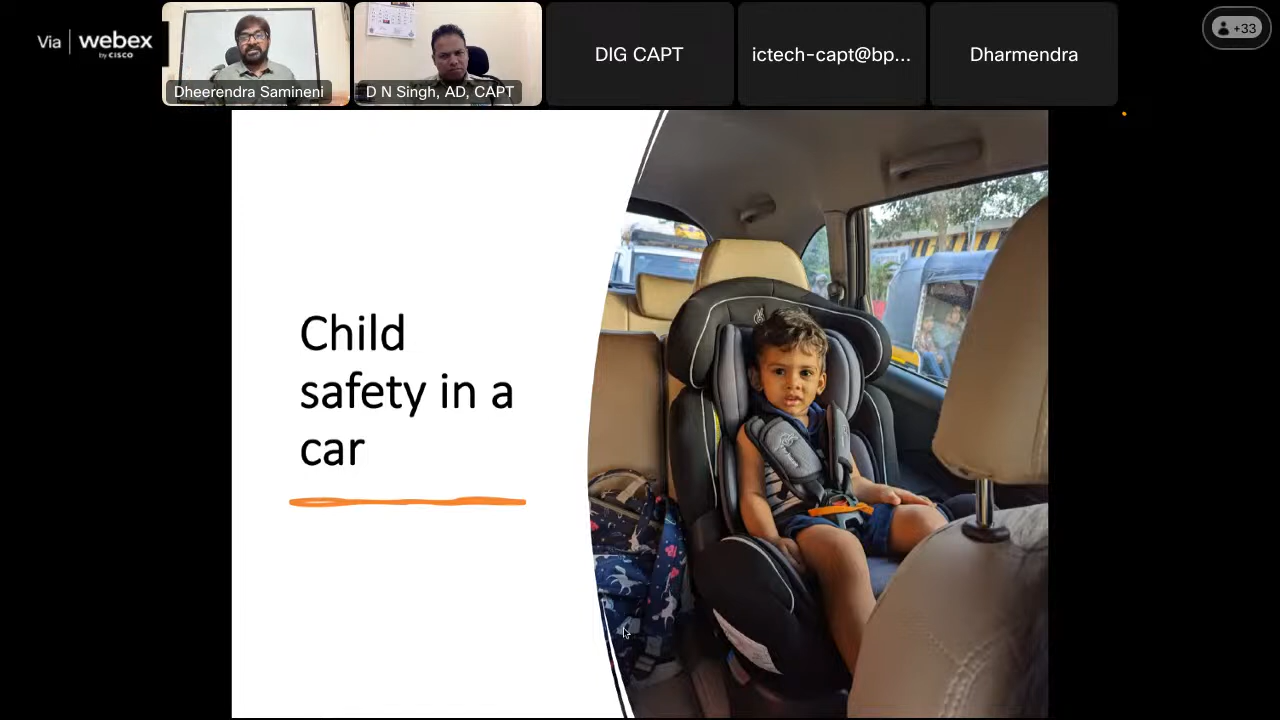 Via webex
by CISCO
Dheerendra Samineni
D N Singh, AD, CAPT
DIG CAPT
ictech-capt@bp...
Dharmendra
+33
Child
safety in a
car